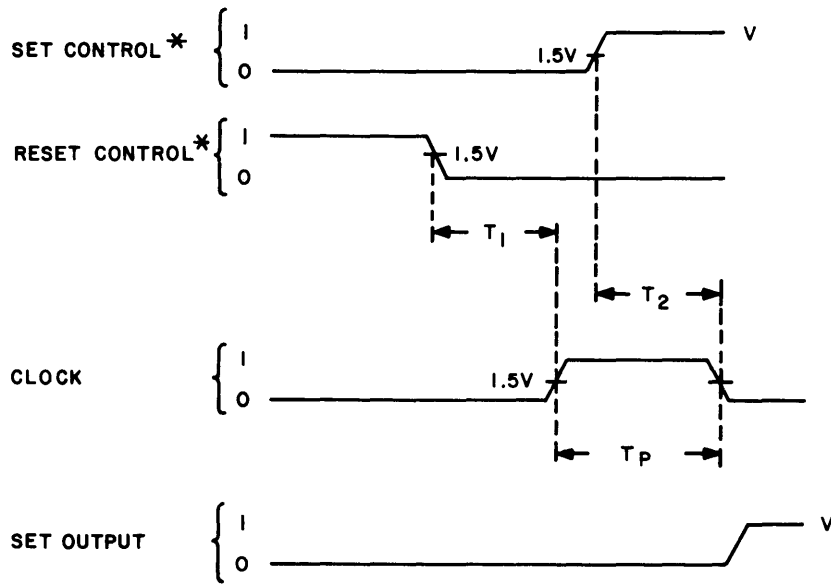 1
SET CONTROL*
1.5V
V
0
1
RESET CONTROL*
1.5V
0
T1
T2
1
CLOCK
1.5V
0
TP
1
SET OUTPUT
V
0